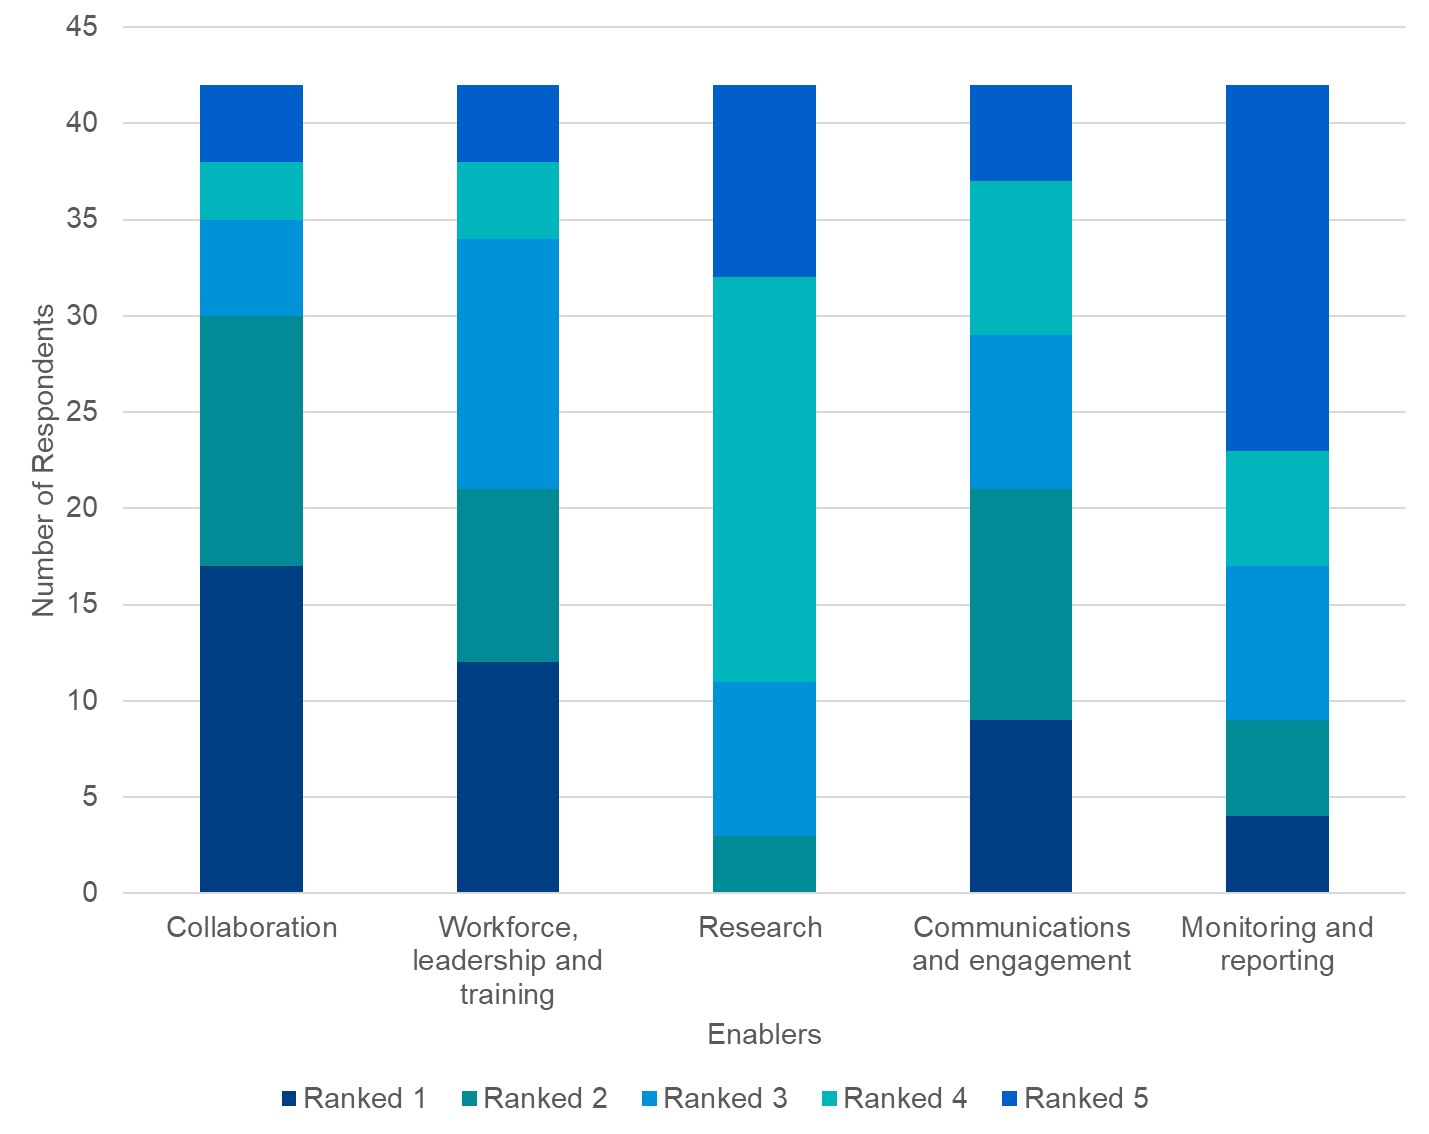 45
40
35
30
25
20
15
10
5
0
Number of Respondents
Collaboration
Workforce,
leadership and
training
Research
Communications
and engagement
Monitoring and
reporting
Enablers
Ranked 1
Ranked 2
Ranked 3
Ranked 4
Ranked 5